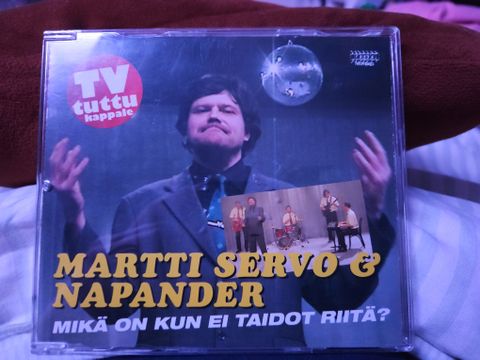 TV
tuttu
kappale
MARTTI SERVO &
NAPANDER
MIKÄ ON KUN EI TAIDOT RIITÄ?